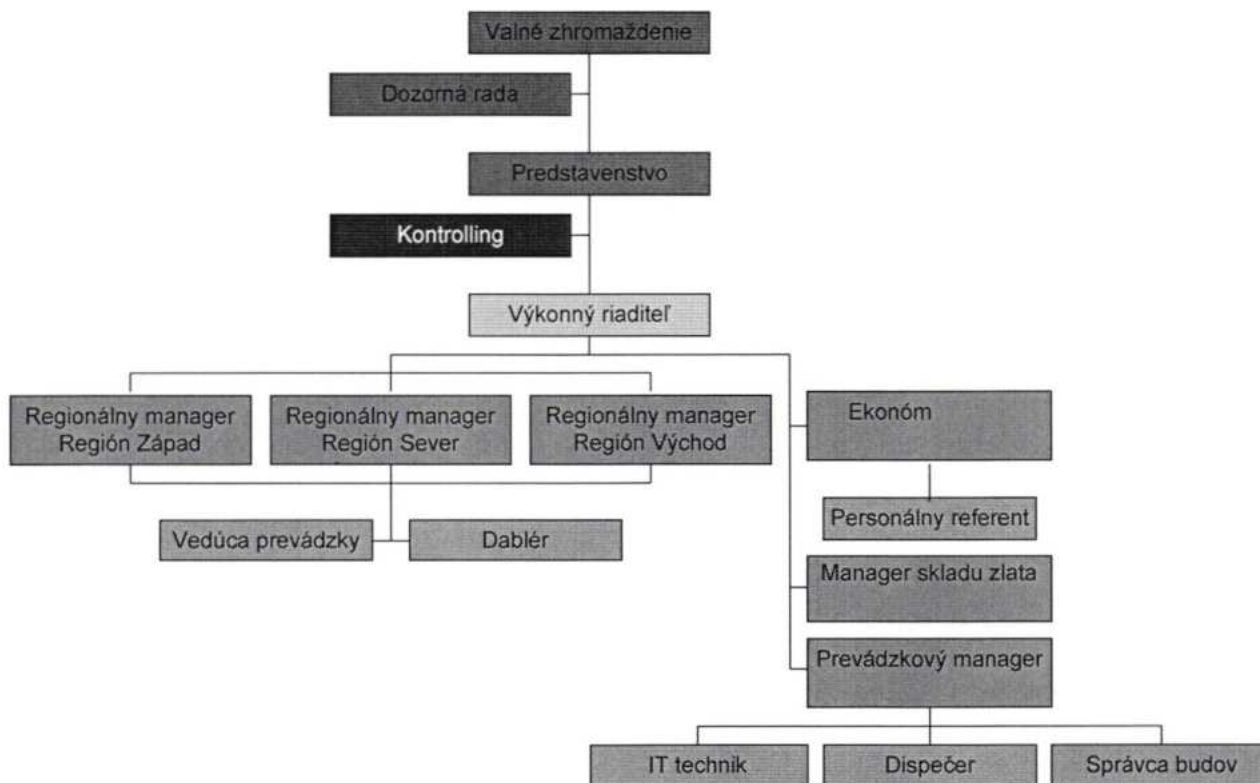 Valné zhromaždenie
Dozorná rada
Predstavenstvo
Kontrolling
Výkonný riaditeľ
Regionálny manager
Región Západ
Regionálny manager
Región Sever
Regionálny manager
Región Východ
Ekonóm
Personálny referent
Vedúca prevádzky
Dablér
Manager skladu zlata
Prevádzkový manager
IT technik
Dispečer
Správca budov